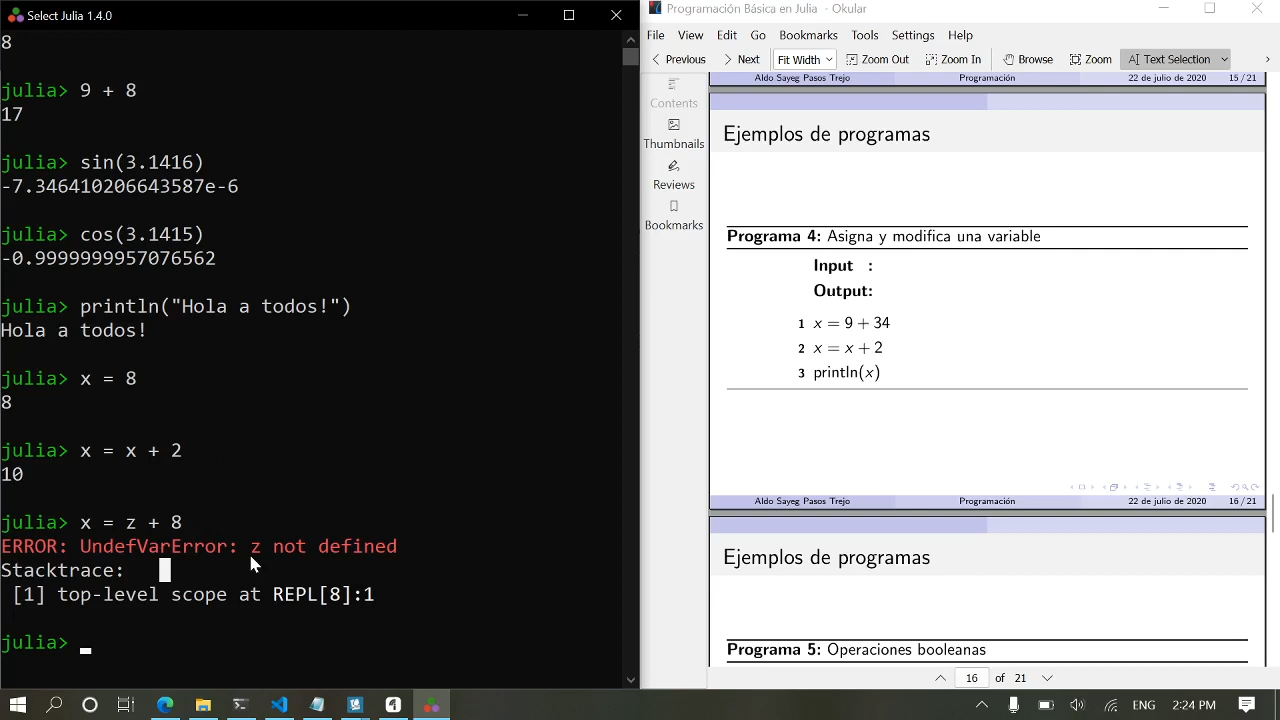 Select Julia 1.4.0
8
julia> 9 + 8
17
julia> sin(3.1416)
-7.346410206643587e-6
julia> cos(3.1415)
-0.9999999957076562
julia> println("Hola a todos!")
Hola a todos!
julia> x = 8
8
julia> x = x + 2
10
julia> x = z + 8
ERROR: UndefVarError: z not defined
Stacktrace:
[1] top-level scope at REPL[8]:1
julia>
Programación Básica en Julia - Okular
File View Edit Go Bookmarks Tools Settings Help
Previous Next Fit Width Zoom Out Zoom In Browse Zoom Text Selection
Contents
Thumbnails
Reviews
Bookmarks
Aldo Sayeg Pasos Trejo Programación 22 de julio de 2020 15 / 21
Ejemplos de programas
Programa 4: Asigna y modifica una variable
Input :
Output:
1 x = 9 + 34
2 x = x + 2
3 println(x)
Aldo Sayeg Pasos Trejo Programación 22 de julio de 2020 16 / 21
Ejemplos de programas
Programa 5: Operaciones booleanas
16 of 21
2:24 PM